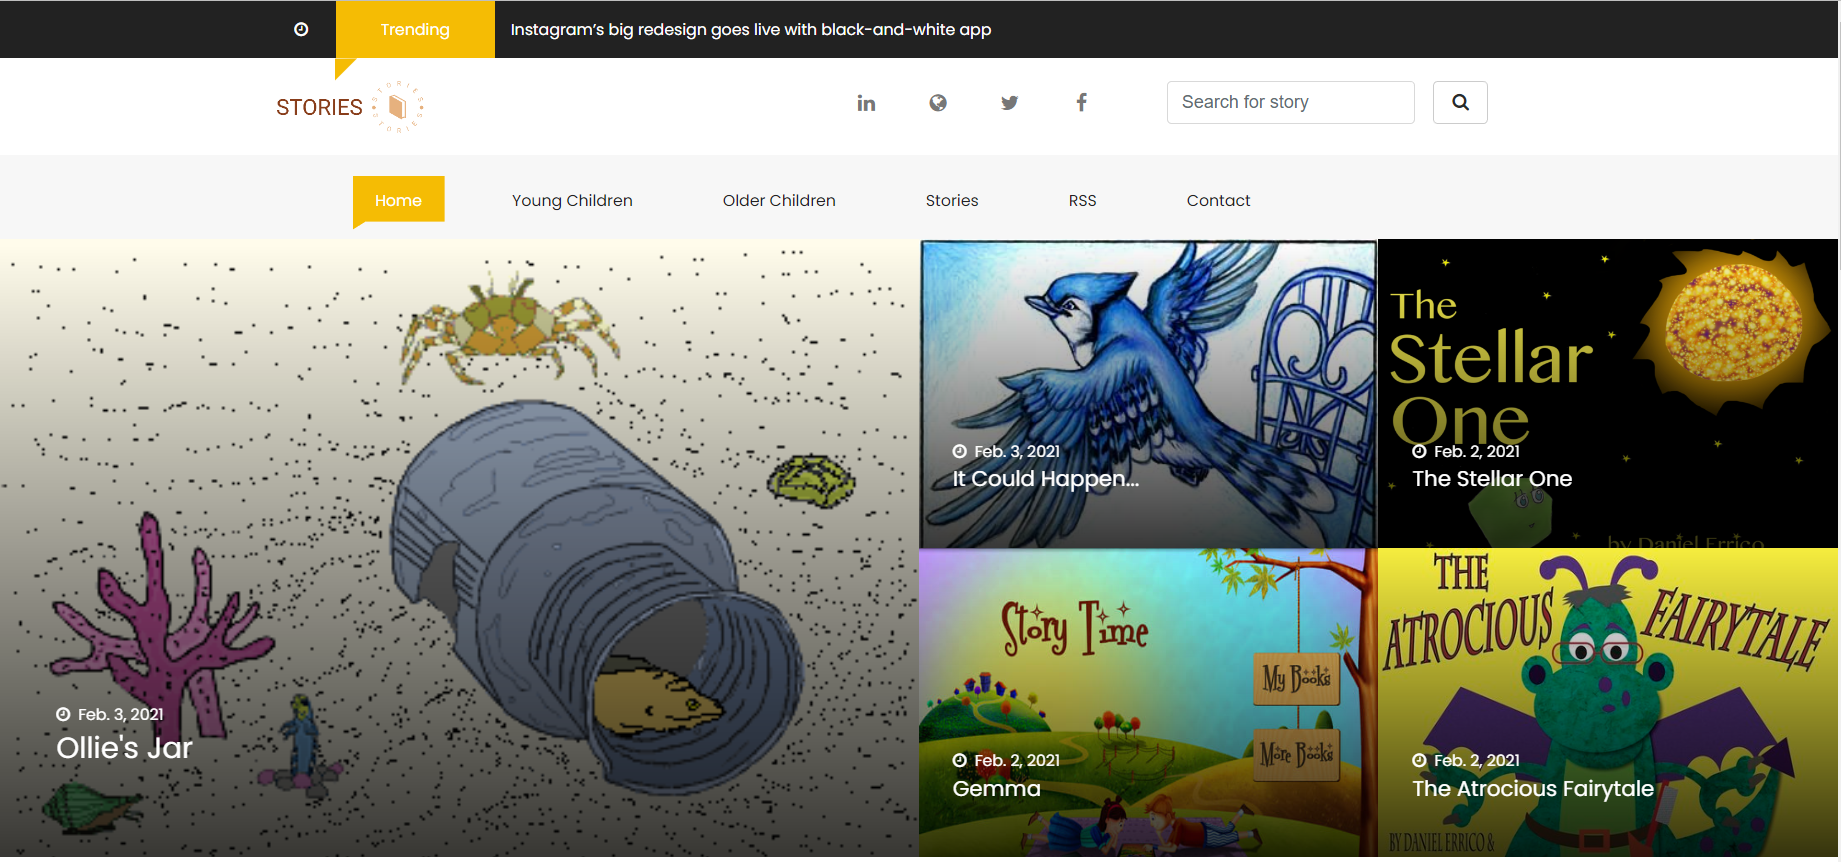 Trending
Instagram’s big redesign goes live with black-and-white app
STORIES
STORIES
STORIES
Search for story
Home
Young Children
Older Children
Stories
RSS
Contact
Feb. 3, 2021
Ollie's Jar
Feb. 3, 2021
It Could Happen...
The
Stellar
One
Feb. 2, 2021
The Stellar One
by Daniel Errico
Story Time
My Books
More Books
Feb. 2, 2021
Gemma
THE
ATROCIOUS FAIRYTALE
Feb. 2, 2021
The Atrocious Fairytale
BY DANIEL ERRICO &